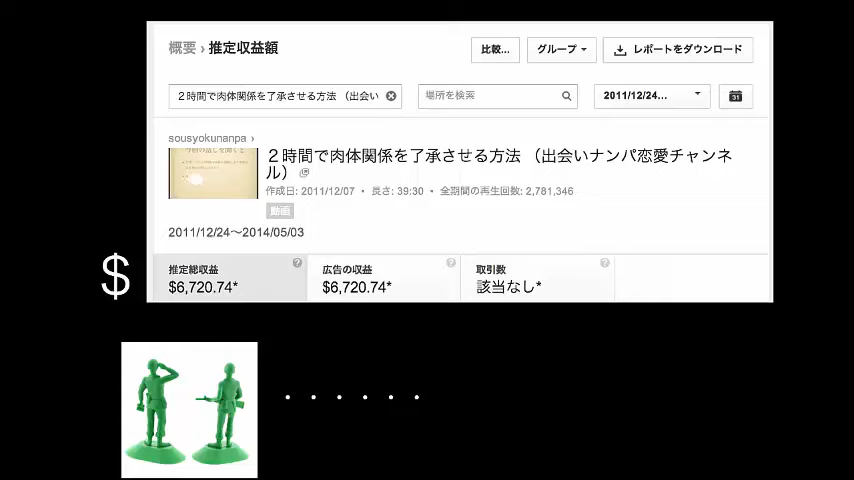 概要 › 推定収益額
比較...
グループ
レポートをダウンロード
２時間で肉体関係を了承させる方法 （出会い
場所を検索
2011/12/24...
31
sousyokunanpa ›
２時間で肉体関係を了承させる方法 （出会いナンパ恋愛チャンネ
ル）
作成日: 2011/12/07 • 長さ: 39:30 • 全期間の再生回数: 2,781,346
動画
2011/12/24～2014/05/03
$
推定総収益
?
広告の収益
?
取引数
?
$6,720.74*
$6,720.74*
該当なし*
・・・・・・